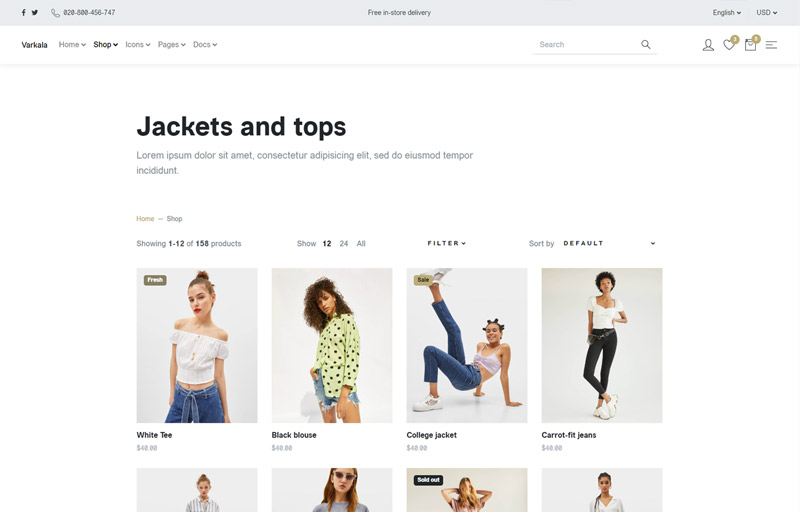 020-800-456-747
Free in-store delivery
English
USD
Varkala
Home
Shop
Icons
Pages
Docs
Search
Jackets and tops
Lorem ipsum dolor sit amet, consectetur adipisicing elit, sed do eiusmod tempor
incididunt.
Home — Shop
Showing 1-12 of 158 products
Show 12 24 All
FILTER
Sort by DEFAULT
Fresh
Sale
White Tee
Black blouse
College jacket
Carrot-fit jeans
$40.00
$40.00
$40.00
$40.00
Sold out